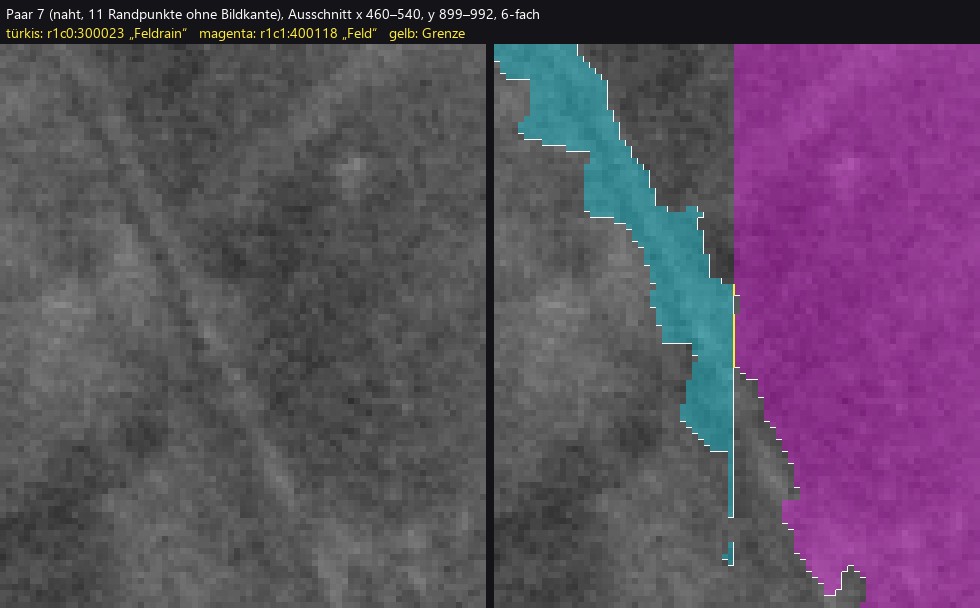 Paar 7 (naht, 11 Randpunkte ohne Bildkante), Ausschnitt x 460–540, y 899–992, 6-fach
türkis: r1c0:300023 „Feldrain“ magenta: r1c1:400118 „Feld“ gelb: Grenze